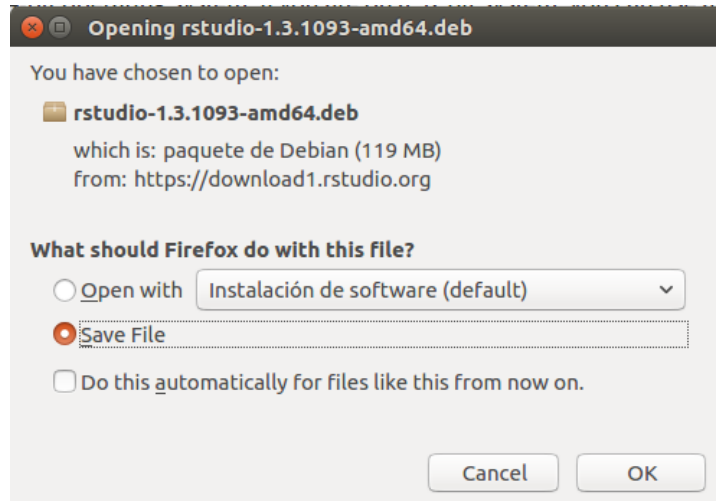 Opening rstudio-1.3.1093-amd64.deb
You have chosen to open:
rstudio-1.3.1093-amd64.deb
which is: paquete de Debian (119 MB)
from: https://download1.rstudio.org
What should Firefox do with this file?
Open with Instalación de software (default)
Save File
Do this automatically for files like this from now on.
Cancel OK